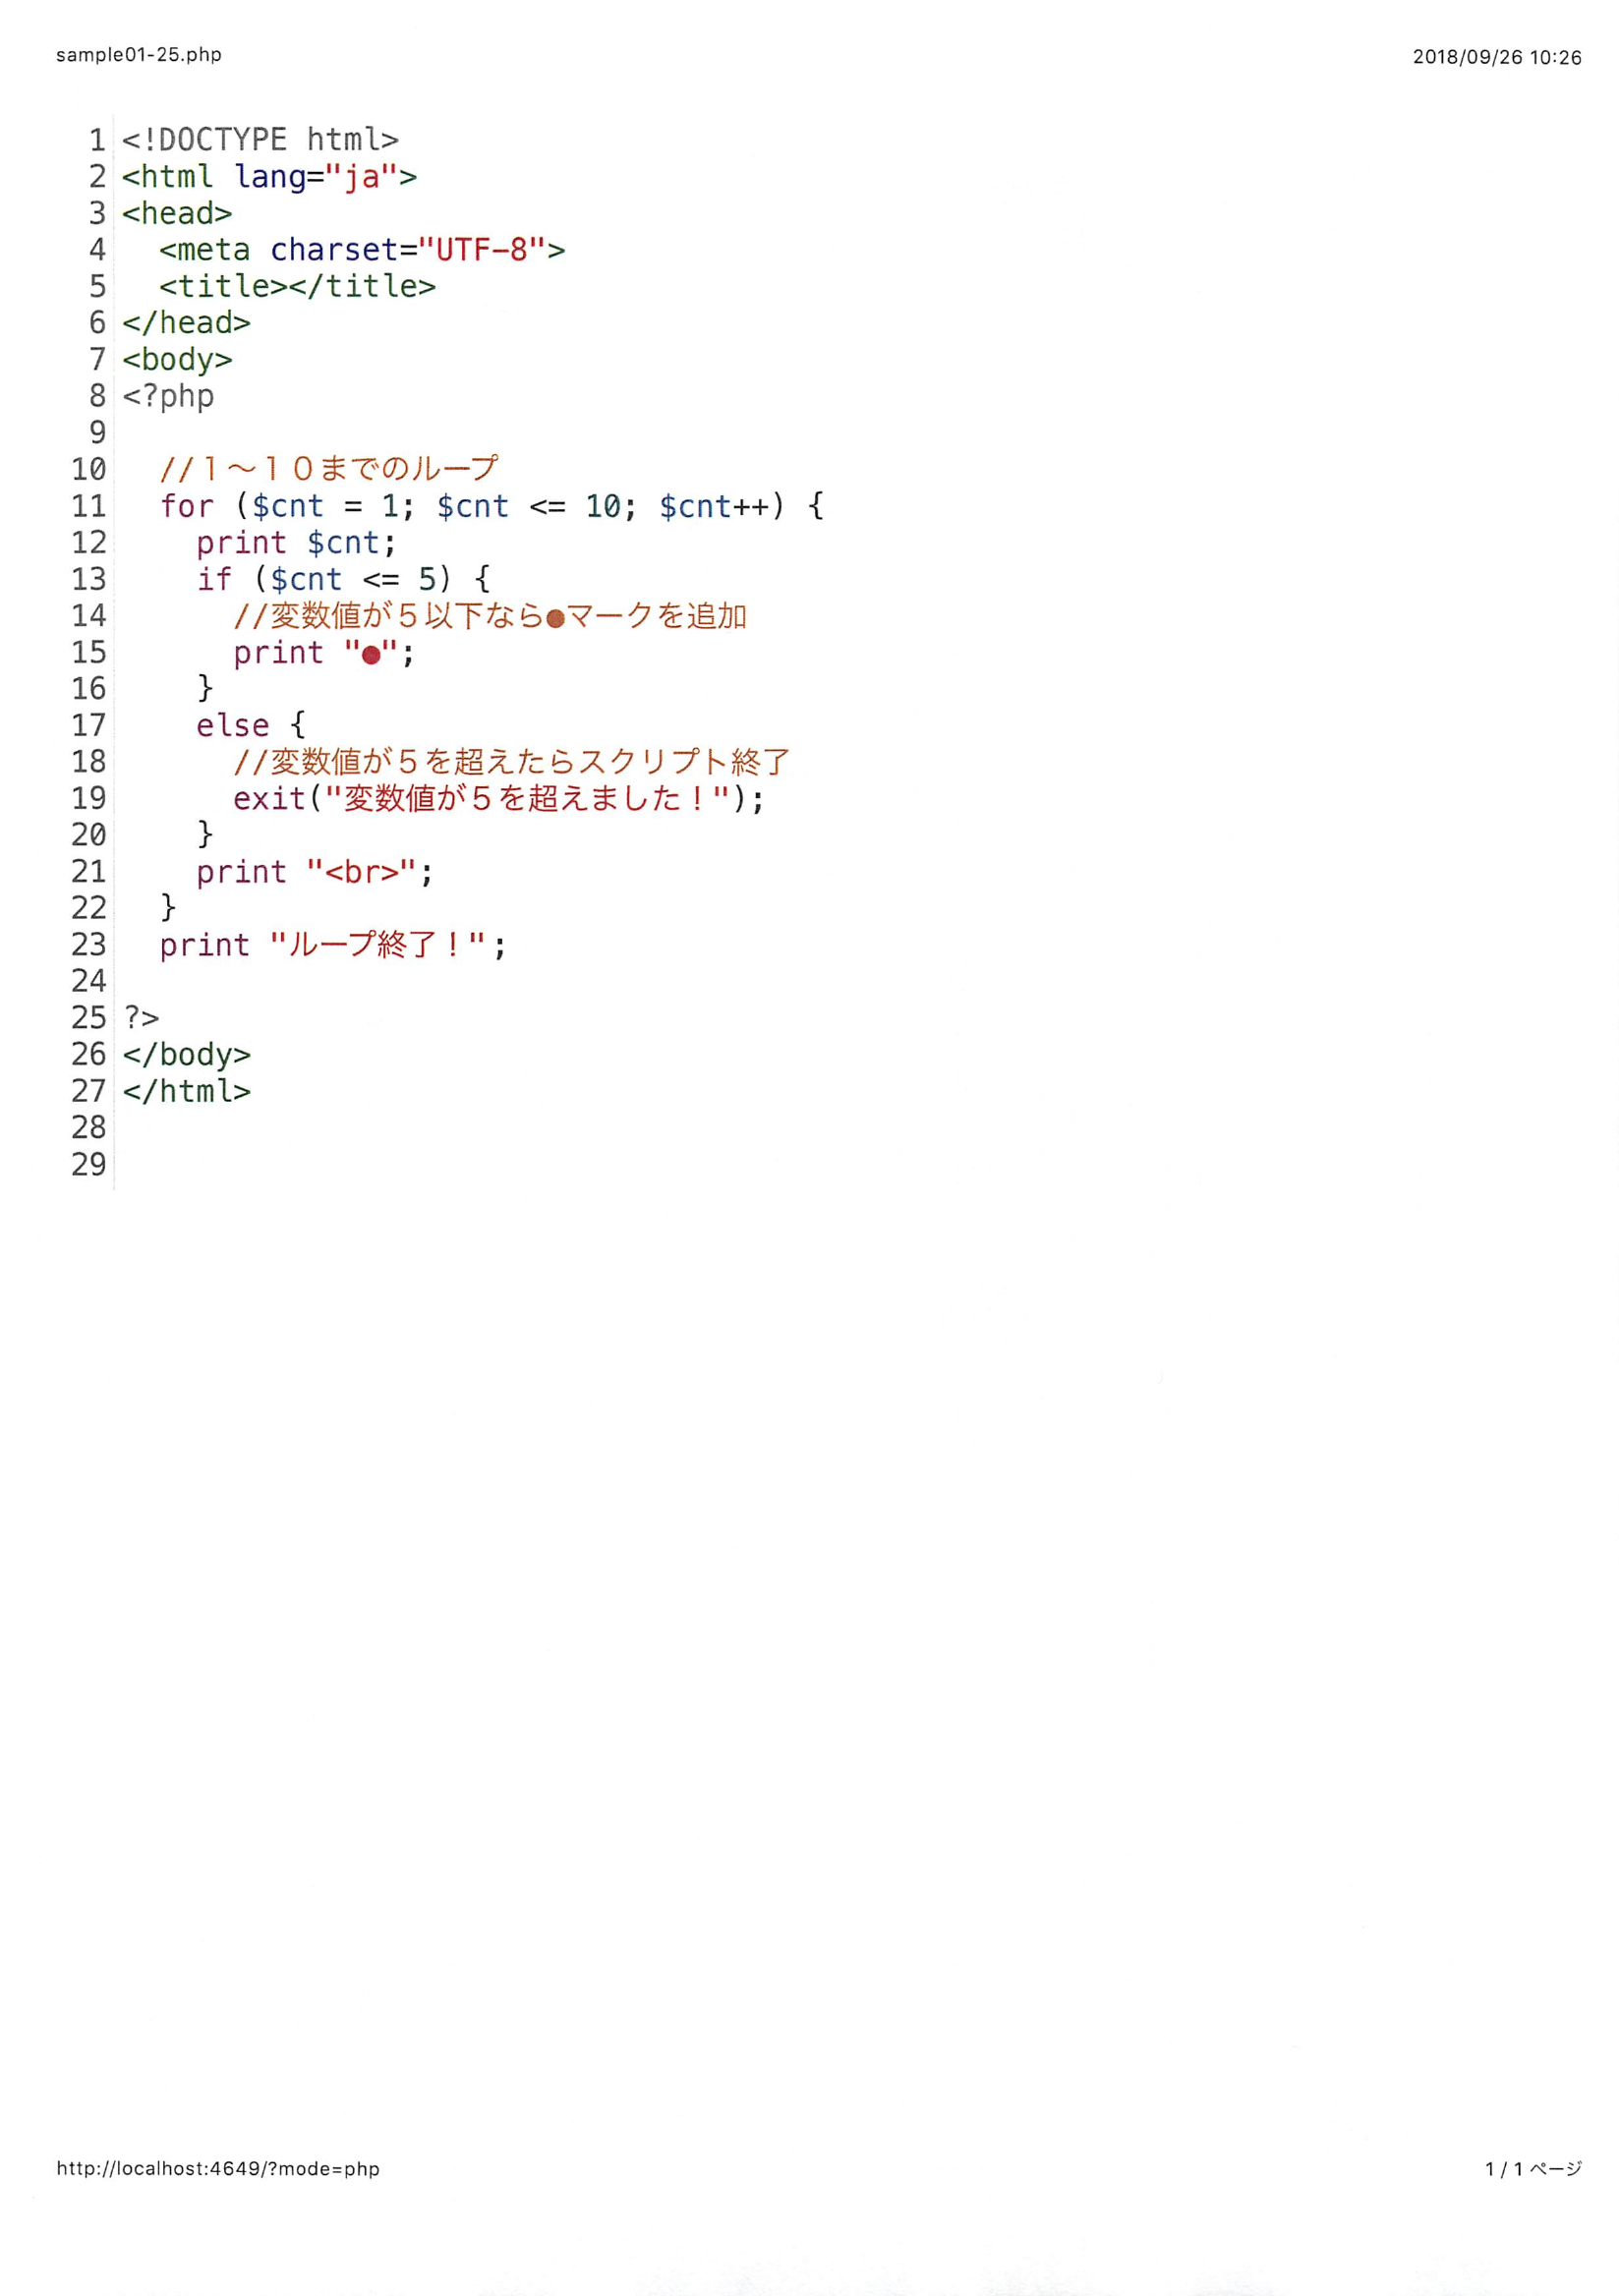 sample01-25.php
2018/09/26 10:26
1 <!DOCTYPE html>
2 <html lang="ja">
3 <head>
4   <meta charset="UTF-8">
5   <title></title>
6 </head>
7 <body>
8 <?php
9
10   //１～１０までのループ
11   for ($cnt = 1; $cnt <= 10; $cnt++) {
12     print $cnt;
13     if ($cnt <= 5) {
14       //変数値が５以下なら●マークを追加
15       print "●";
16     }
17     else {
18       //変数値が５を超えたらスクリプト終了
19       exit("変数値が５を超えました！");
20     }
21     print "<br>";
22   }
23   print "ループ終了！";
24
25 ?>
26 </body>
27 </html>
28
29
http://localhost:4649/?mode=php
1 / 1 ページ